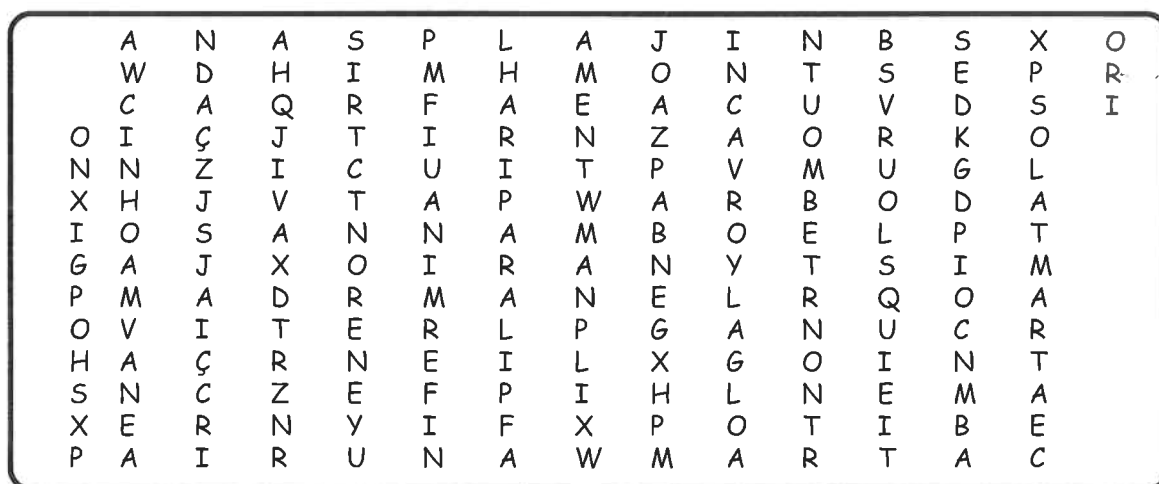 A N A S P L A J I N B S X O
W D H I M H M O N T S E P R
C A Q R F A E A C U V D S I
O I Ç J T I R N Z A O R K O
N N Z I C U I T P V M U G L
X H J V T A P W A R B O D A
I O S A N N A M B O E L P T
G A J X O I R A N Y T S I M
P M A D R M A N E L R Q O A
O V I T E R L P G A N U C R
H A Ç R N E I L X G O I N T
S N C Z E F P I H L N E M A
X E R N Y I F X P O T I B E
P A I R U N A W M A R T A C